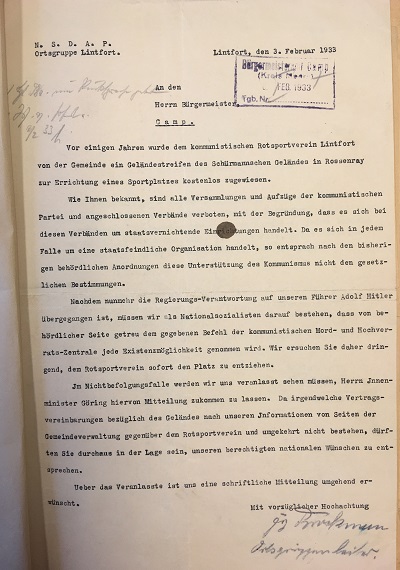 N. S. D. A. P.
Ortsgruppe Lintfort.
Lintfort, den 3. Februar 1933
Bürgermeister Camp
(Kreis Moers)
FEB. 1933
Tgb. Nr.
An den
Herrn Bürgermeister,
Camp.
Vor einigen Jahren wurde dem kommunistischen Rotsportverein Lintfort
von der Gemeinde ein Geländestreifen des Schürmannschen Geländes in Rossenray
zur Errichtung eines Sportplatzes kostenlos zugewiesen.
Wie Ihnen bekannt, sind alle Versammlungen und Aufzüge der kommunistischen
Partei und angeschlossenen Verbände verboten, mit der Begründung, dass es sich bei
diesen Verbänden um staatsvernichtende Einrichtungen handelt. Da es sich in jedem
Falle um eine staatsfeindliche Organisation handelt, so entsprach nach den bisheri-
gen behördlichen Anordnungen diese Unterstützung des Kommunismus nicht den gesetz-
lichen Bestimmungen.
Nachdem nunmehr die Regierungs-Verantwortung auf unseren Führer Adolf Hitler
übergegangen ist, müssen wir als Nationalsozialisten darauf bestehen, dass von be-
hördlicher Seite getreu dem gegebenen Befehl der kommunistischen Mord- und Hochver-
rats-Zentrale jede Existenzmöglichkeit genommen wird. Wir ersuchen Sie daher drin-
gend, dem Rotsportverein sofort den Platz zu entziehen.
Jn Nichtbefolgungsfalle werden wir uns veranlasst sehen müssen, Herrn Jnnen-
minister Göring hiervon Mitteilung zukommen zu lassen. Da irgendwelche Vertrags-
vereinbarungen bezüglich des Geländes nach unseren Jnformationen von Seiten der
Gemeindeverwaltung gegenüber den Rotsportverein und umgekehrt nicht bestehen, dürf-
ten Sie durchaus in der Lage sein, unseren berechtigten nationalen Wünschen zu ent-
sprechen.
Ueber das Veranlasste ist uns eine schriftliche Mitteilung umgehend er-
wünscht.
Mit vorzüglicher Hochachtung
Ortsgruppenleiter.